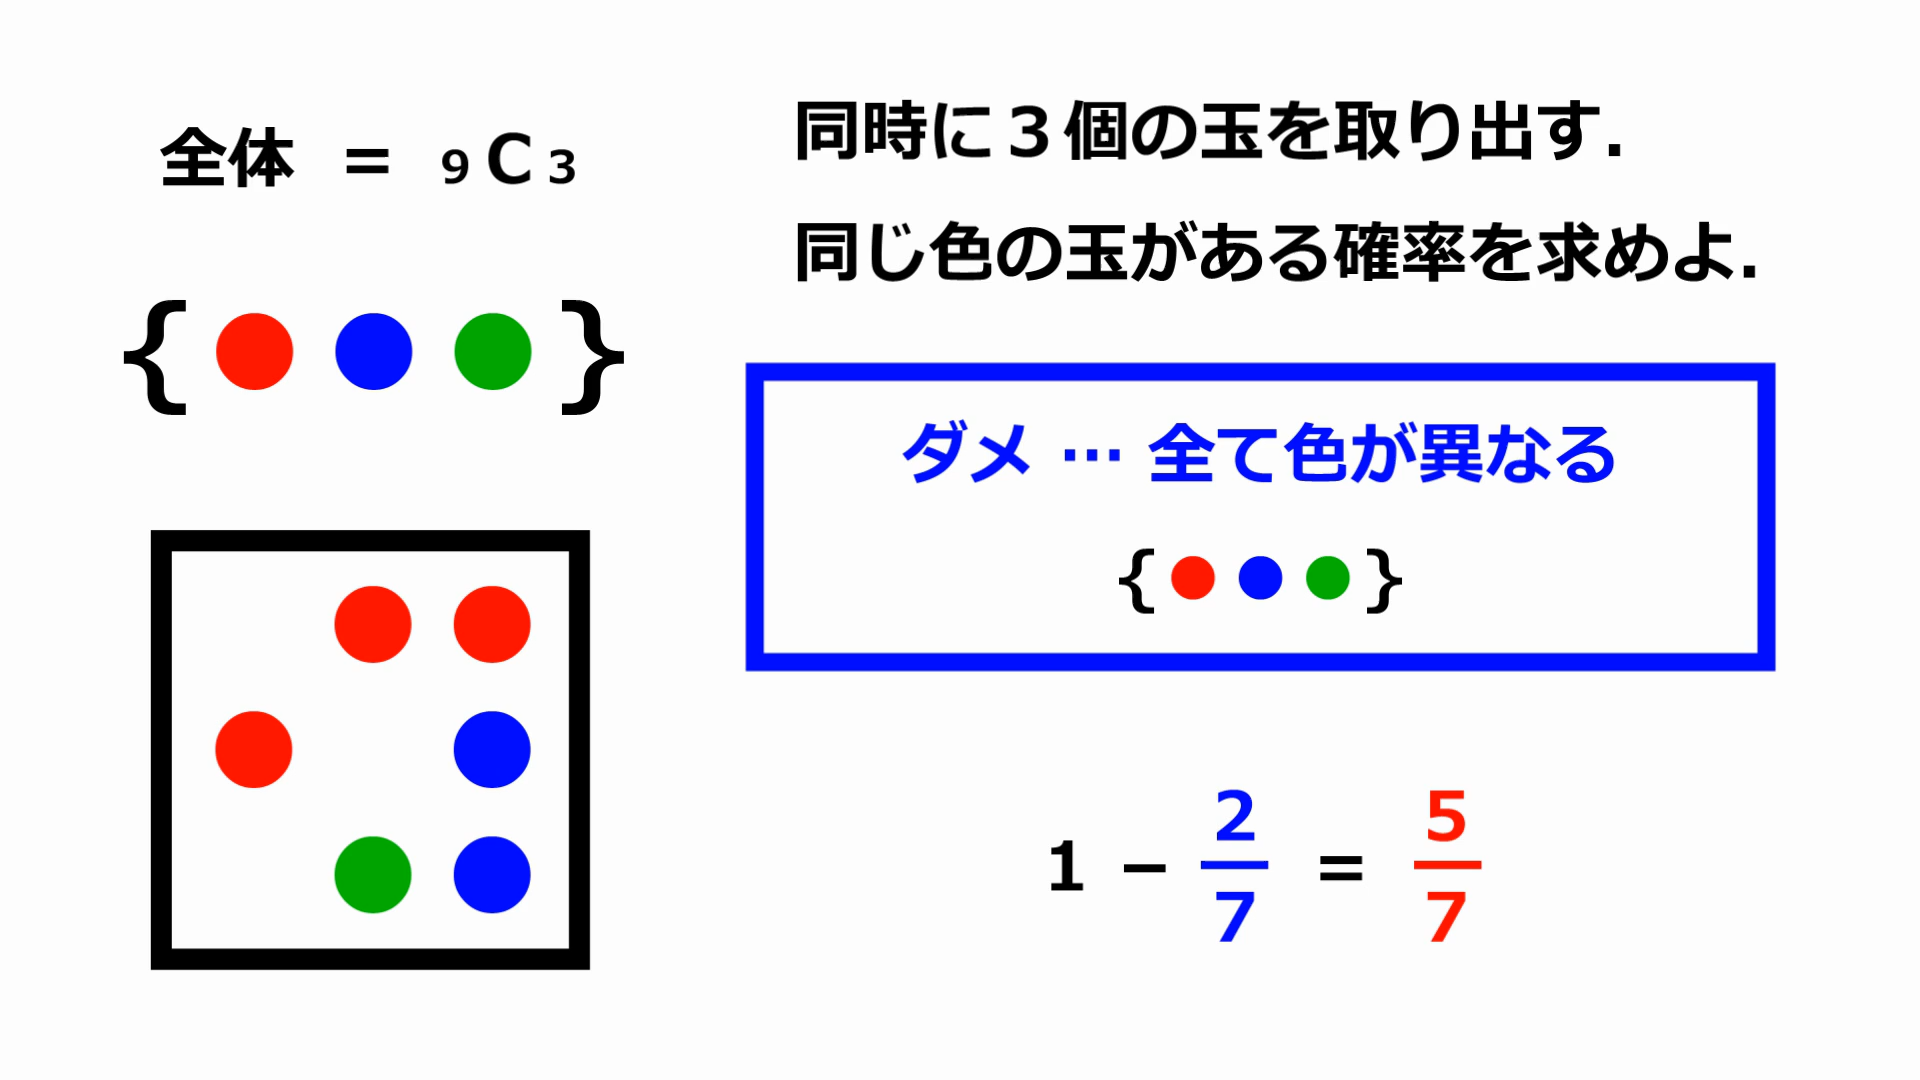 全体 = ₉C₃
{ }
同時に3個の玉を取り出す.
同じ色の玉がある確率を求めよ.
ダメ … 全て色が異なる
{ }
1 − 2/7 = 5/7